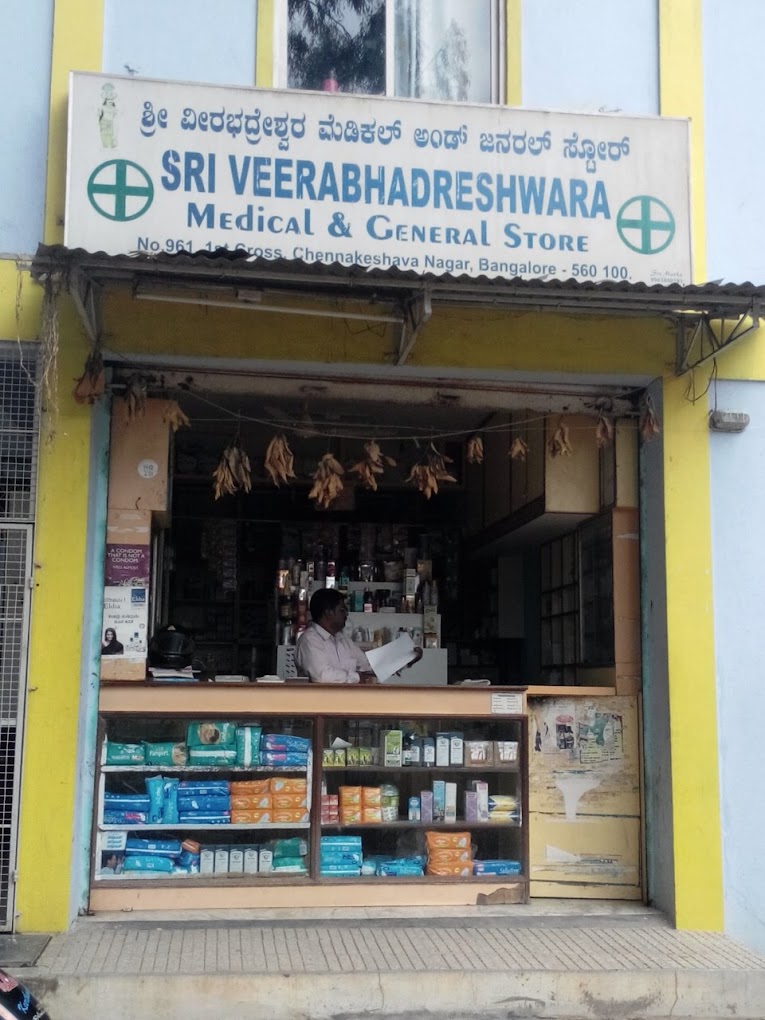 ಶ್ರೀ ವೀರಭದ್ರೇಶ್ವರ ಮೆಡಿಕಲ್ ಅಂಡ್ ಜನರಲ್ ಸ್ಟೋರ್
SRI VEERABHADRESHWARA
Medical & General Store
No 961, 1st Cross, Chennakeshava Nagar, Bangalore - 560 100.
A CONDOM
THAT IS NOT A
CONDOM